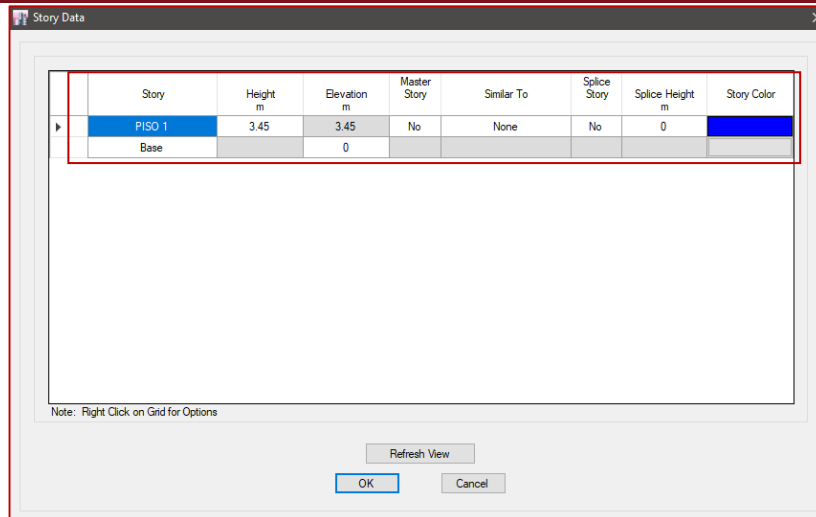 Story Data
Story Height m Elevation m Master Story Similar To Splice Story Splice Height m Story Color
PISO 1 3.45 3.45 No None No 0
Base 0
Note: Right Click on Grid for Options
Refresh View
OK Cancel